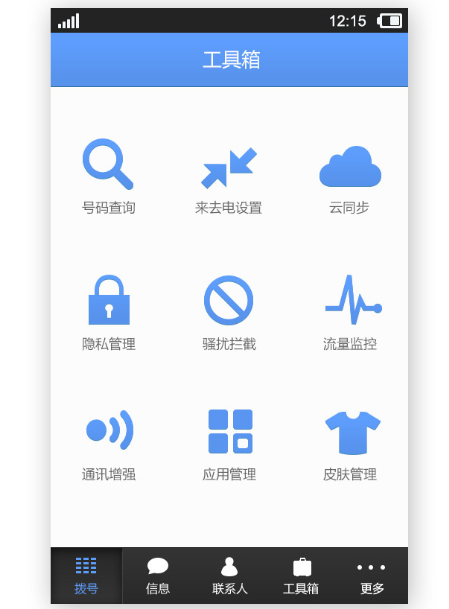 12:15
工具箱
号码查询 来去电设置 云同步
隐私管理 骚扰拦截 流量监控
通讯增强 应用管理 皮肤管理
拨号 信息 联系人 工具箱 更多